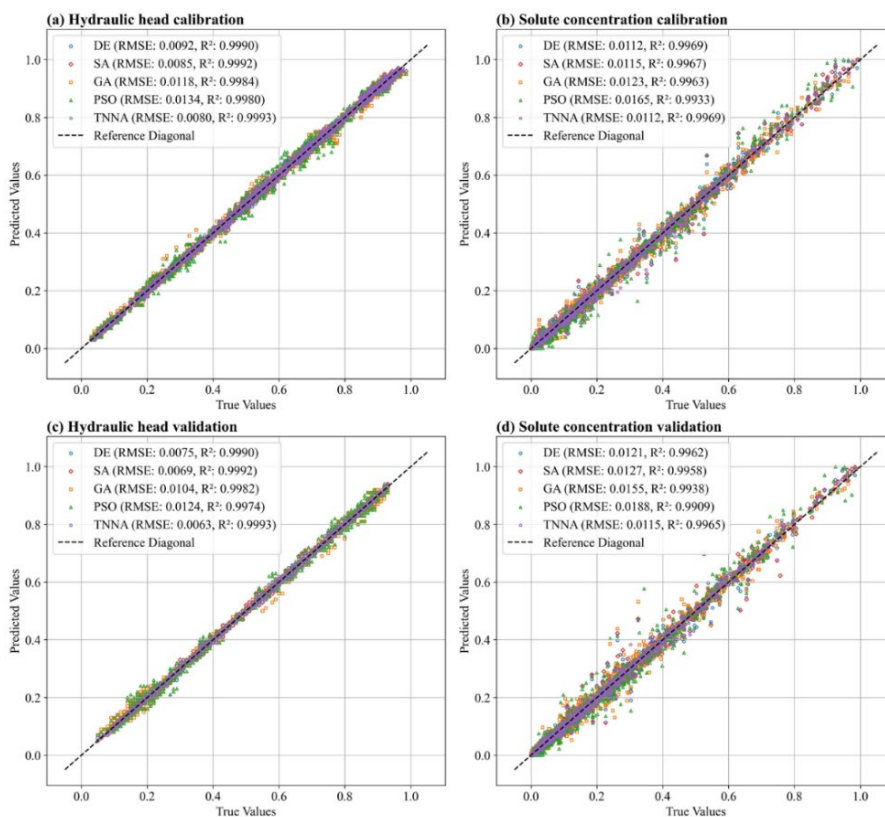 (a) Hydraulic head calibration
DE (RMSE: 0.0092, R²: 0.9990)
SA (RMSE: 0.0085, R²: 0.9992)
GA (RMSE: 0.0118, R²: 0.9984)
PSO (RMSE: 0.0134, R²: 0.9980)
TNNA (RMSE: 0.0080, R²: 0.9993)
Reference Diagonal
1.0
0.8
0.6
0.4
0.2
0.0
Predicted Values
0.0 0.2 0.4 0.6 0.8 1.0
True Values
(b) Solute concentration calibration
DE (RMSE: 0.0112, R²: 0.9969)
SA (RMSE: 0.0115, R²: 0.9967)
GA (RMSE: 0.0123, R²: 0.9963)
PSO (RMSE: 0.0165, R²: 0.9933)
TNNA (RMSE: 0.0112, R²: 0.9969)
Reference Diagonal
1.0
0.8
0.6
0.4
0.2
0.0
Predicted Values
0.0 0.2 0.4 0.6 0.8 1.0
True Values
(c) Hydraulic head validation
DE (RMSE: 0.0075, R²: 0.9990)
SA (RMSE: 0.0069, R²: 0.9992)
GA (RMSE: 0.0104, R²: 0.9982)
PSO (RMSE: 0.0124, R²: 0.9974)
TNNA (RMSE: 0.0063, R²: 0.9993)
Reference Diagonal
1.0
0.8
0.6
0.4
0.2
0.0
Predicted Values
0.0 0.2 0.4 0.6 0.8 1.0
True Values
(d) Solute concentration validation
DE (RMSE: 0.0121, R²: 0.9962)
SA (RMSE: 0.0127, R²: 0.9958)
GA (RMSE: 0.0155, R²: 0.9938)
PSO (RMSE: 0.0188, R²: 0.9909)
TNNA (RMSE: 0.0115, R²: 0.9965)
Reference Diagonal
1.0
0.8
0.6
0.4
0.2
0.0
Predicted Values
0.0 0.2 0.4 0.6 0.8 1.0
True Values